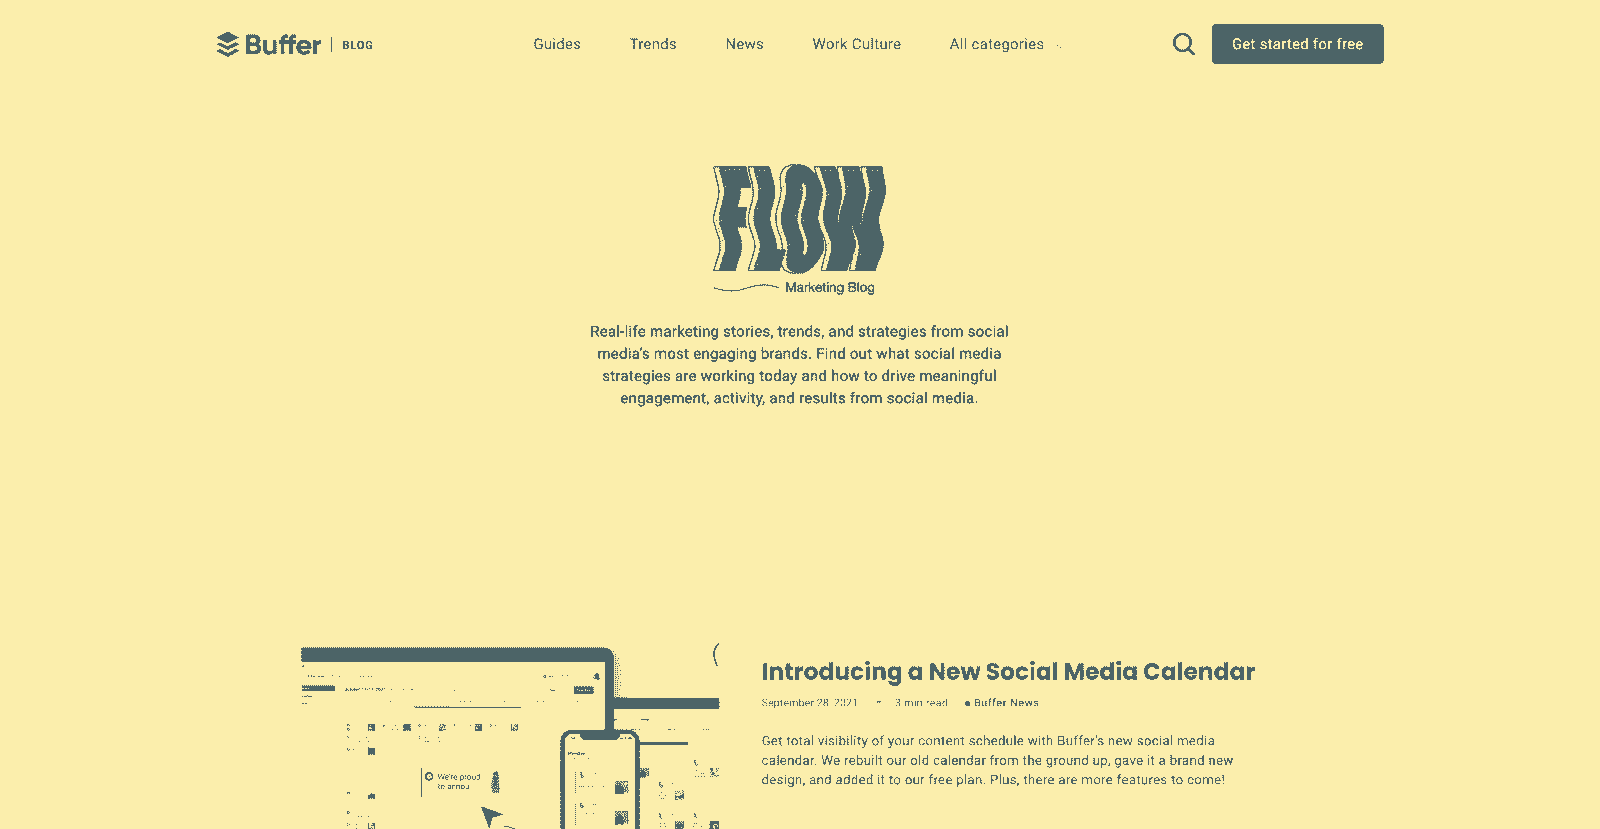 Buffer | BLOG
Guides Trends News Work Culture All categories
Get started for free
FLOW
Marketing Blog
Real-life marketing stories, trends, and strategies from social
media's most engaging brands. Find out what social media
strategies are working today and how to drive meaningful
engagement, activity, and results from social media.
Introducing a New Social Media Calendar
September 28, 2021 3 min read Buffer News
Get total visibility of your content schedule with Buffer's new social media
calendar. We rebuilt our old calendar from the ground up, gave it a brand new
design, and added it to our free plan. Plus, there are more features to come!
We're proud